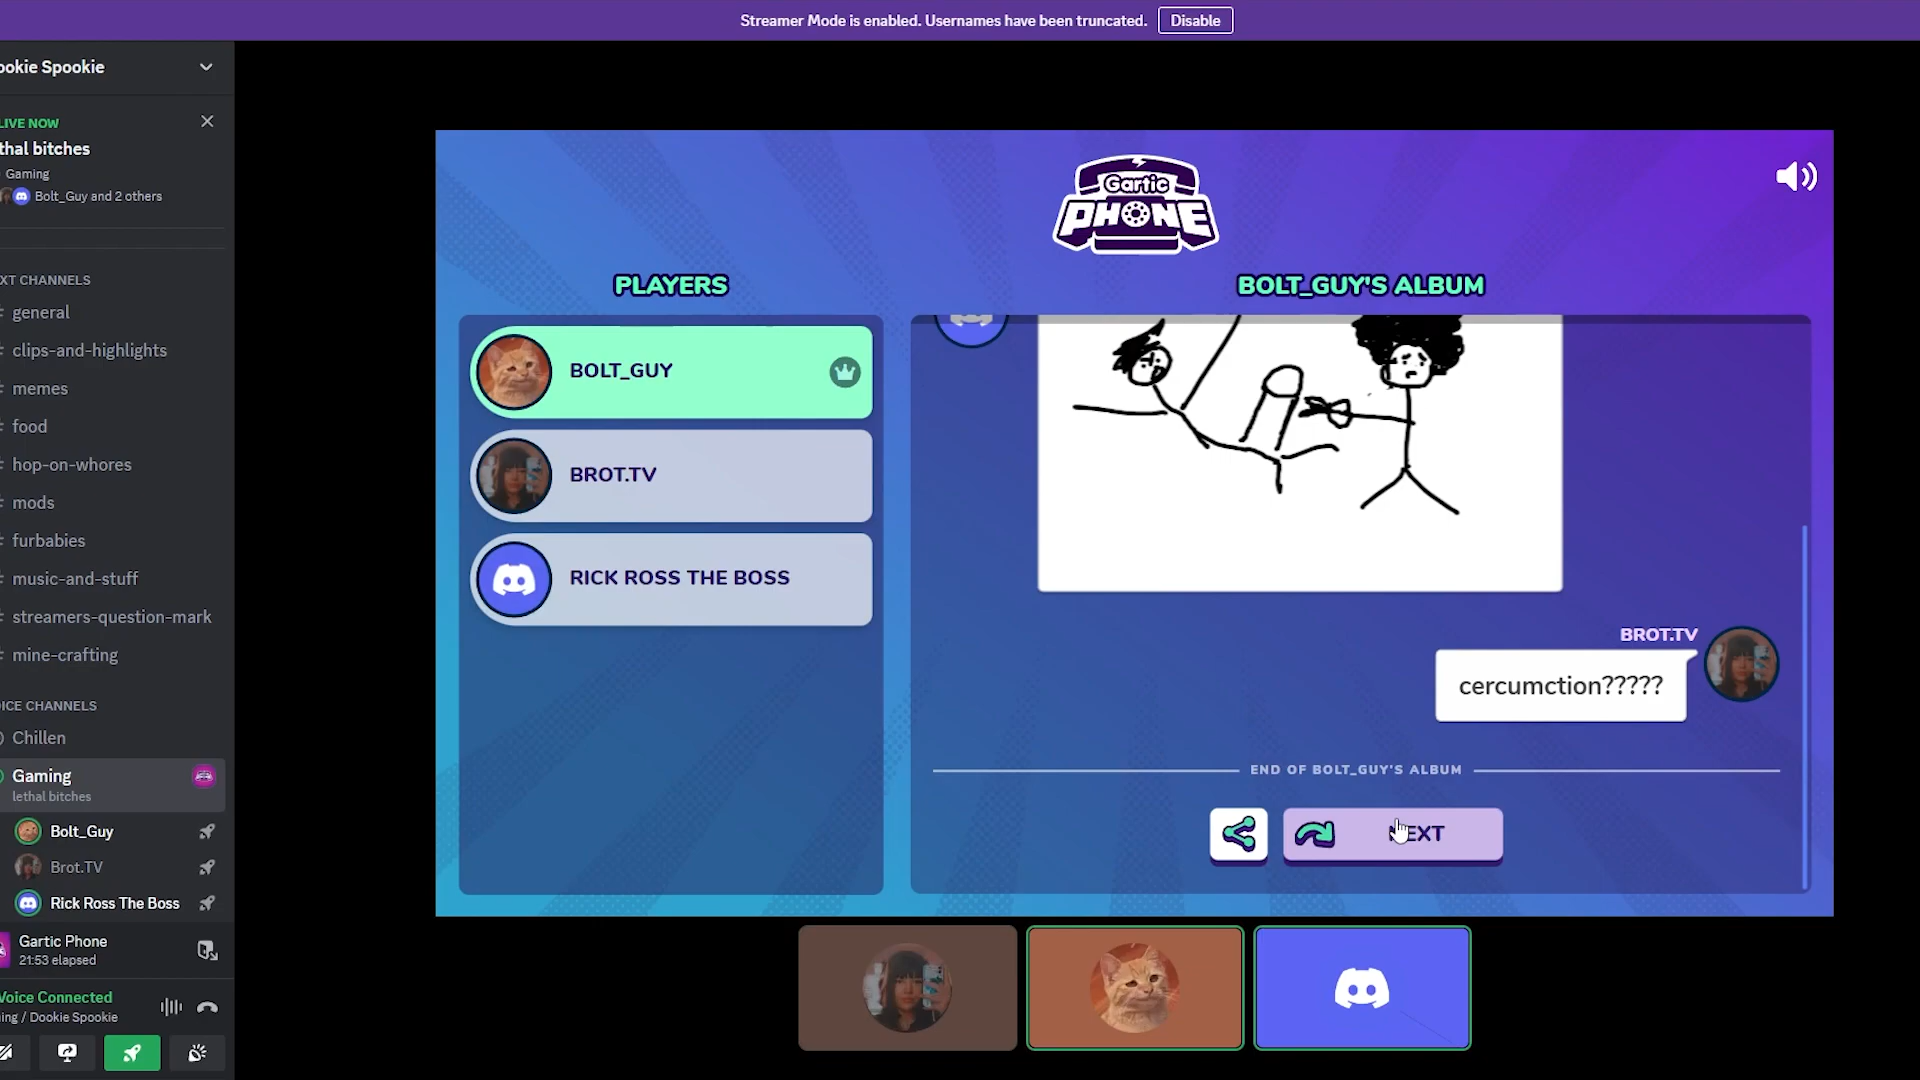 Streamer Mode is enabled. Usernames have been truncated. Disable
ookie Spookie
LIVE NOW
thal bitches
Gaming
Bolt_Guy and 2 others
XT CHANNELS
general
clips-and-highlights
memes
food
hop-on-whores
mods
furbabies
music-and-stuff
streamers-question-mark
mine-crafting
ICE CHANNELS
Chillen
Gaming
lethal bitches
Bolt_Guy
Brot.TV
Rick Ross The Boss
Gartic Phone
21:53 elapsed
Voice Connected
ing / Dookie Spookie
Gartic
PHONE
PLAYERS
BOLT_GUY
BROT.TV
RICK ROSS THE BOSS
BOLT_GUY'S ALBUM
BROT.TV
cercumction?????
END OF BOLT_GUY'S ALBUM
NEXT